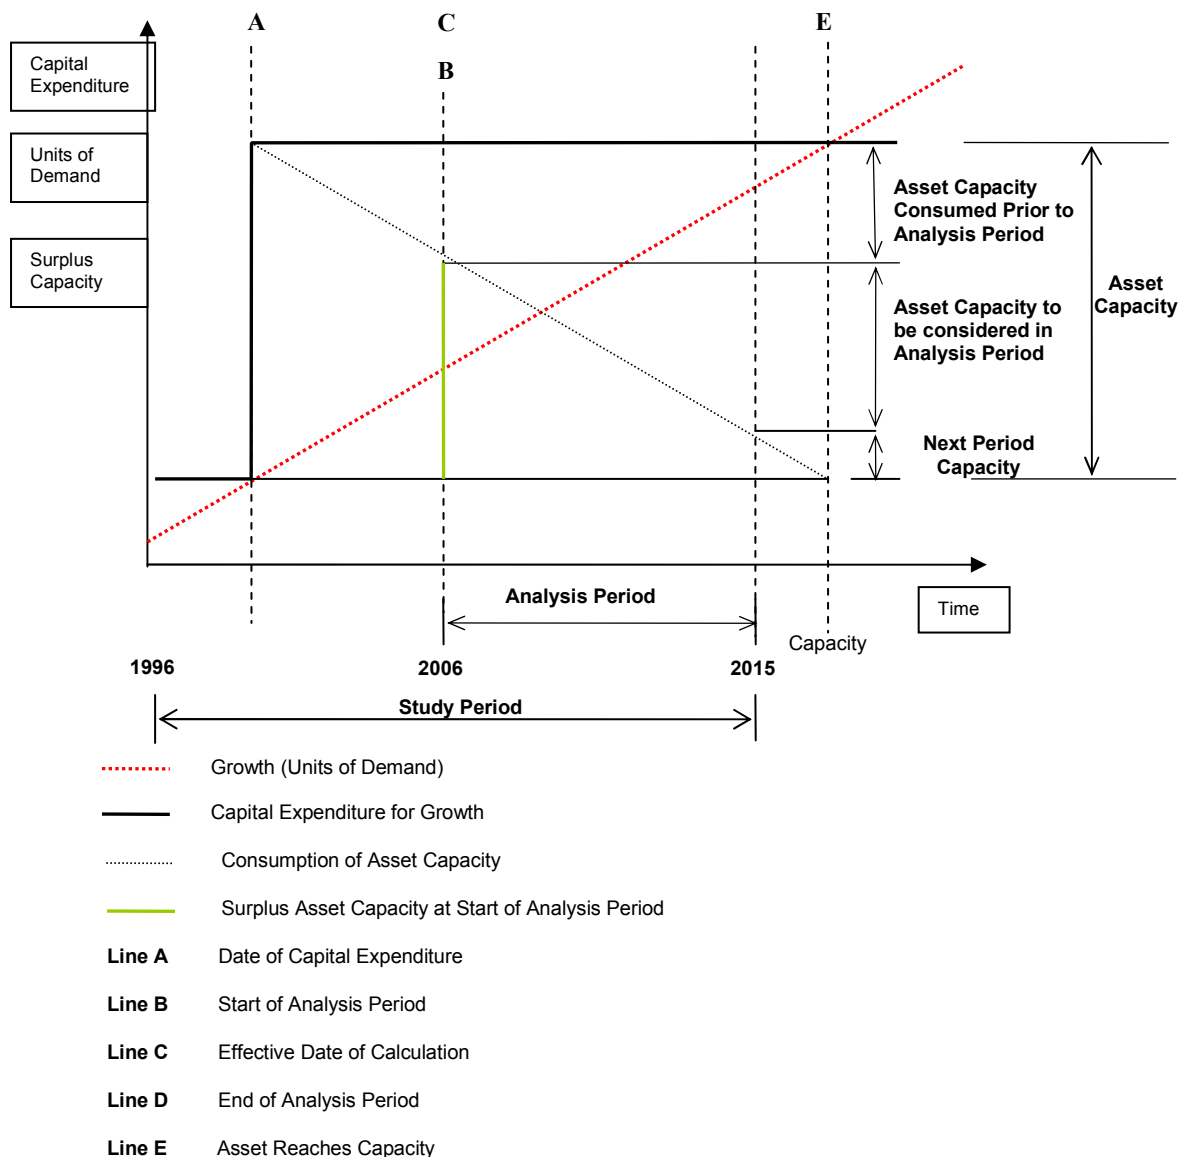 A
C
E
B
Capital
Expenditure
Units of
Demand
Surplus
Capacity
Asset Capacity
Consumed Prior to
Analysis Period
Asset Capacity to
be considered in
Analysis Period
Asset
Capacity
Next Period
Capacity
Analysis Period
Time
Capacity
1996
2006
2015
Study Period
Growth (Units of Demand)
Capital Expenditure for Growth
Consumption of Asset Capacity
Surplus Asset Capacity at Start of Analysis Period
Line A Date of Capital Expenditure
Line B Start of Analysis Period
Line C Effective Date of Calculation
Line D End of Analysis Period
Line E Asset Reaches Capacity